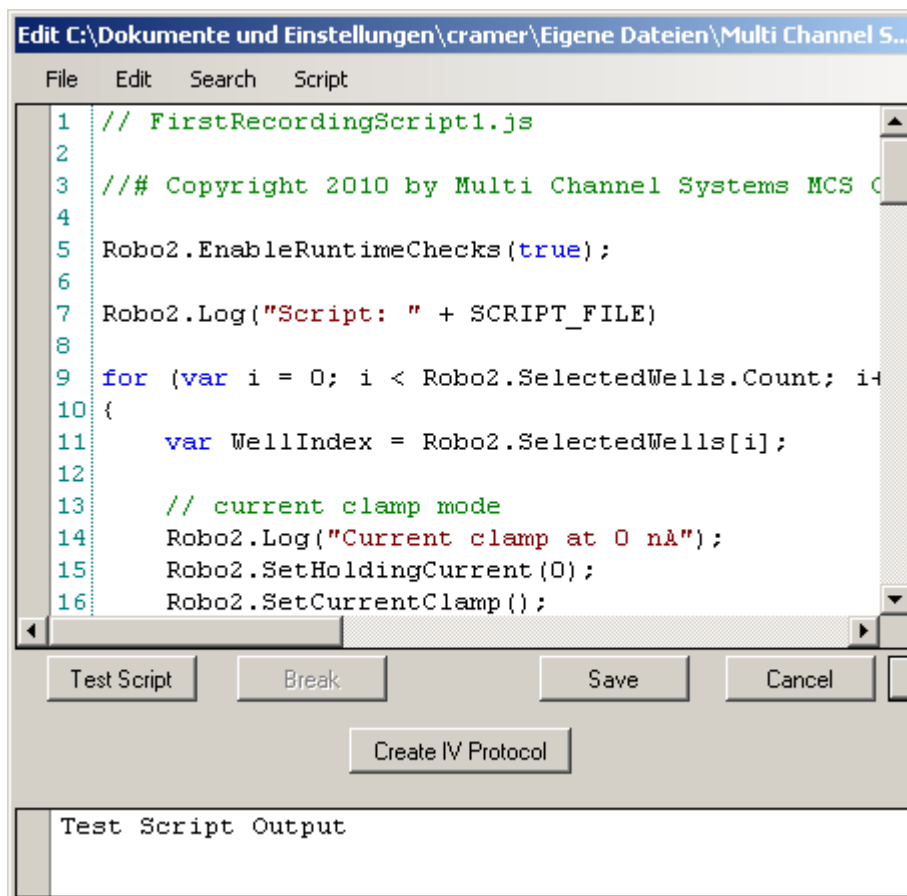 Edit C:\Dokumente und Einstellungen\cramer\Eigene Dateien\Multi Channel S...
File Edit Search Script
1 // FirstRecordingScript1.js
2
3 //# Copyright 2010 by Multi Channel Systems MCS
4
5 Robo2.EnableRuntimeChecks(true);
6
7 Robo2.Log("Script: " + SCRIPT_FILE)
8
9 for (var i = 0; i < Robo2.SelectedWells.Count; i+
10 {
11     var WellIndex = Robo2.SelectedWells[i];
12
13     // current clamp mode
14     Robo2.Log("Current clamp at 0 nA");
15     Robo2.SetHoldingCurrent(0);
16     Robo2.SetCurrentClamp();
Test Script Break Save Cancel
Create IV Protocol
Test Script Output